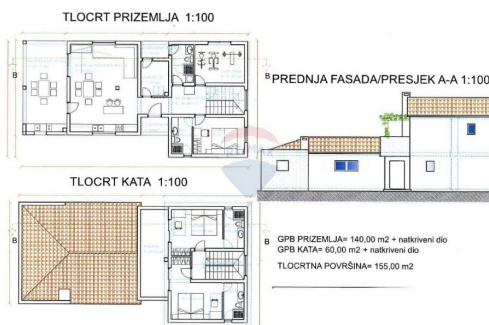 TLOCRT PRIZEMLJA 1:100
B
B
PREDNJA FASADA/PRESJEK A-A 1:100
TLOCRT KATA 1:100
B
B
GPB PRIZEMLJA= 140,00 m2 + natkriveni dio
GPB KATA= 60,00 m2 + natkriveni dio
TLOCRTNA POVRŠINA= 155,00 m2